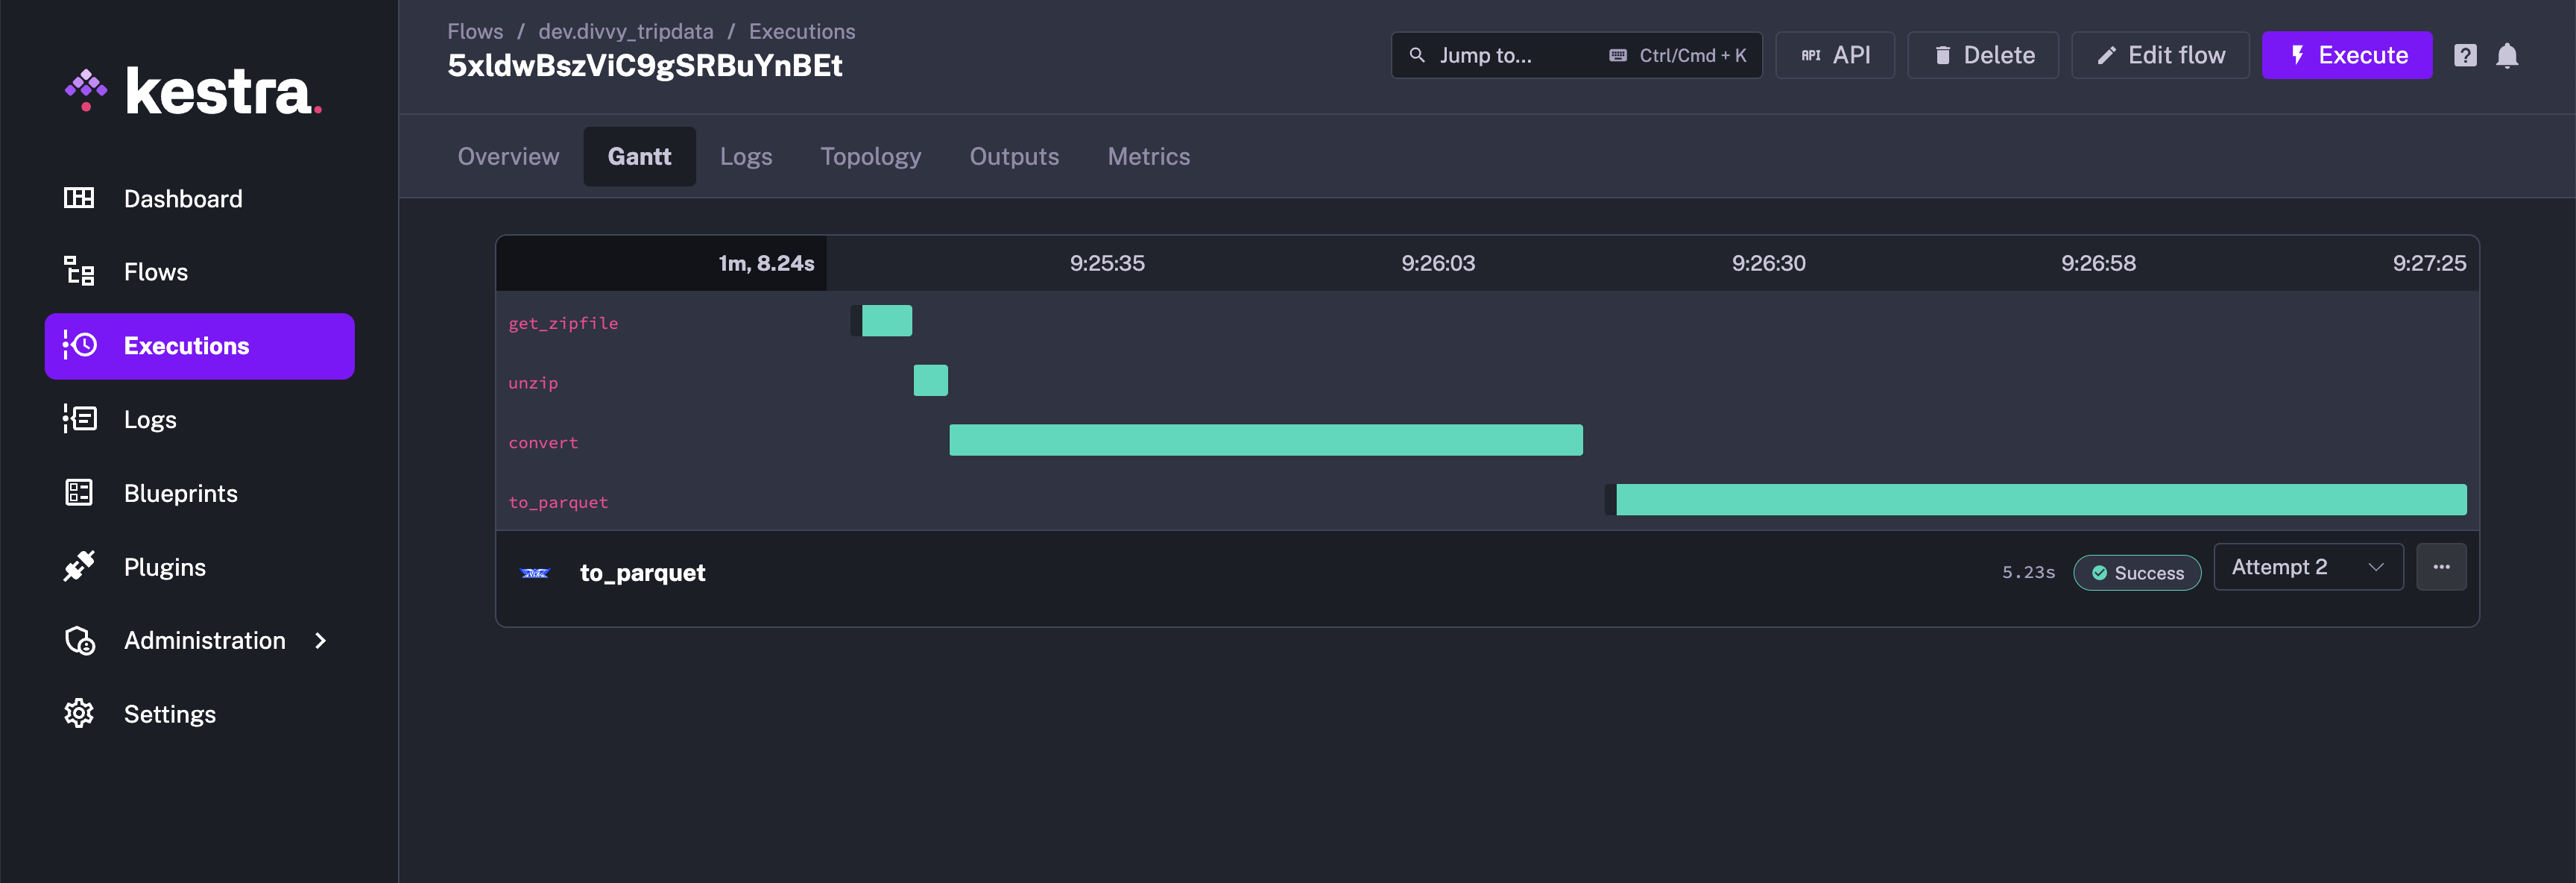 Flows / dev.divvy_tripdata / Executions
5xldwBszViC9gSRBuYnBEt
Jump to... Ctrl/Cmd + K
API API
Delete
Edit flow
Execute
?
kestra.
Dashboard
Flows
Executions
Logs
Blueprints
Plugins
Administration
Settings
Overview Gantt Logs Topology Outputs Metrics
1m, 8.24s 9:25:35 9:26:03 9:26:30 9:26:58 9:27:25
get_zipfile
unzip
convert
to_parquet
to_parquet 5.23s Success Attempt 2